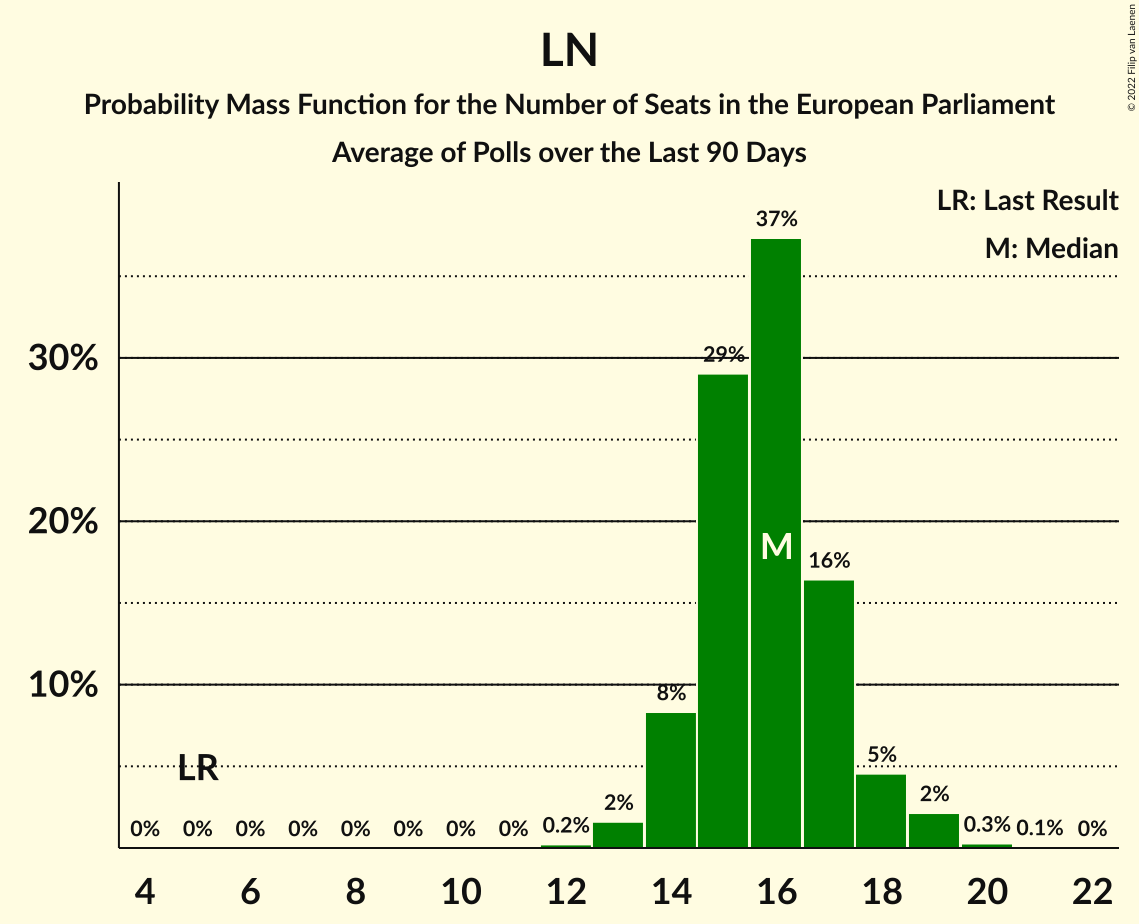 LN
Probability Mass Function for the Number of Seats in the European Parliament
Average of Polls over the Last 90 Days
© 2022 Filip van Laenen
LR: Last Result
M: Median
37%
30%
29%
20%
M
16%
10%
8%
LR
5%
2%
2%
0% 0% 0% 0% 0% 0% 0% 0% 0.2% 0.3% 0.1% 0%
4 6 8 10 12 14 16 18 20 22